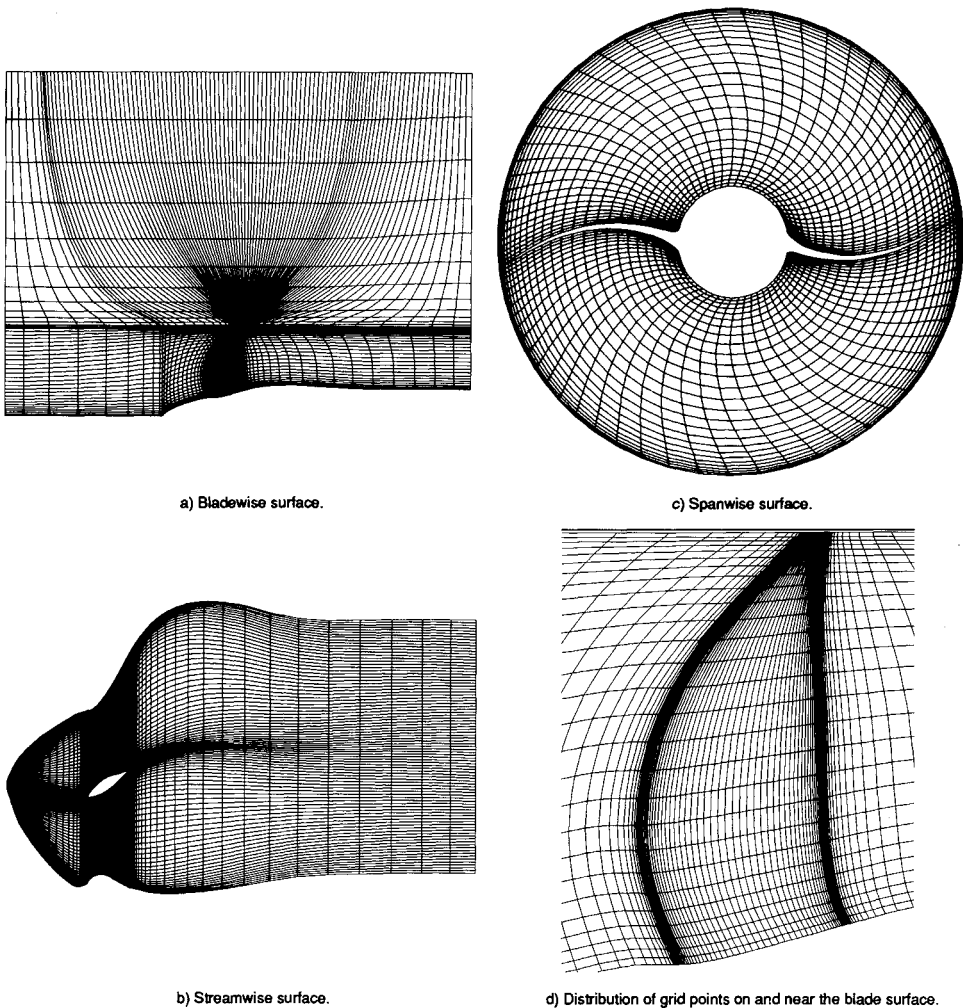 a) Bladewise surface.
c) Spanwise surface.
b) Streamwise surface.
d) Distribution of grid points on and near the blade surface.